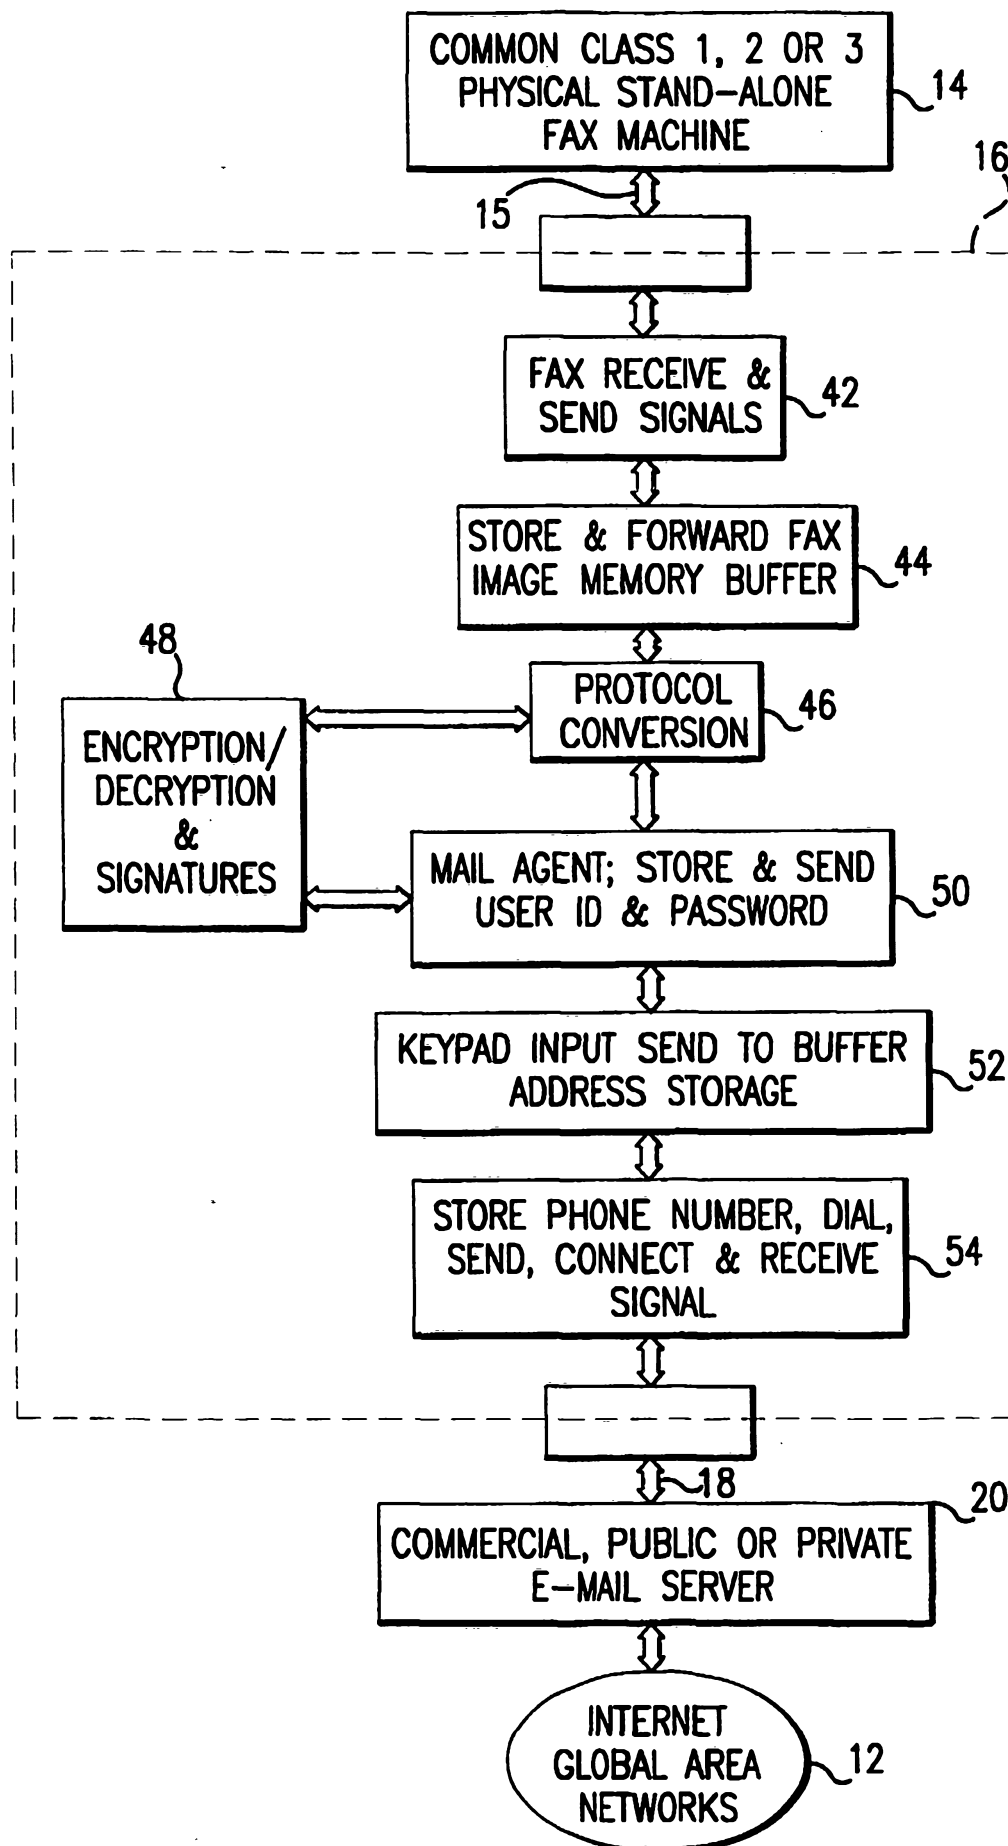 COMMON CLASS 1, 2 OR 3
PHYSICAL STAND-ALONE
FAX MACHINE
14
16
15
FAX RECEIVE &
SEND SIGNALS
42
STORE & FORWARD FAX
IMAGE MEMORY BUFFER
44
48
PROTOCOL
CONVERSION
46
ENCRYPTION/
DECRYPTION
&
SIGNATURES
MAIL AGENT; STORE & SEND
USER ID & PASSWORD
50
KEYPAD INPUT SEND TO BUFFER
ADDRESS STORAGE
52
STORE PHONE NUMBER, DIAL,
SEND, CONNECT & RECEIVE
SIGNAL
54
18
20
COMMERCIAL, PUBLIC OR PRIVATE
E-MAIL SERVER
INTERNET
GLOBAL AREA
NETWORKS
12